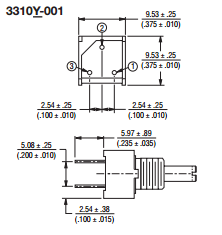 3310Y-001
9.53 ± .25
(.375 ± .010)
2
9.53 ± .25
(.375 ± .010)
3
1
2.54 ± .25
(.100 ± .010)
2.54 ± .25
(.100 ± .010)
5.97 ± .89
(.235 ± .035)
5.08 ± .25
(.200 ± .010)
2.54 ± .38
(.100 ± .015)